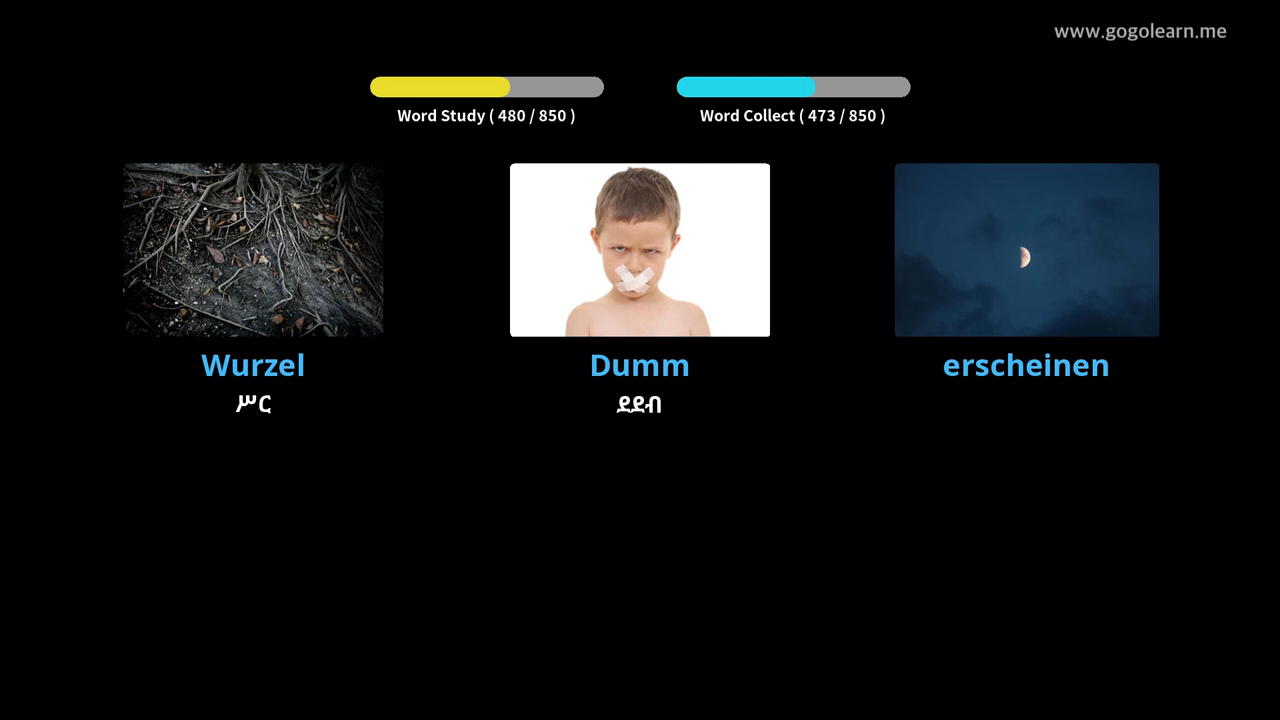 www.gogolearn.me
Word Study ( 480 / 850 )
Word Collect ( 473 / 850 )
Wurzel
Dumm
erscheinen
ሥር
ደደብ